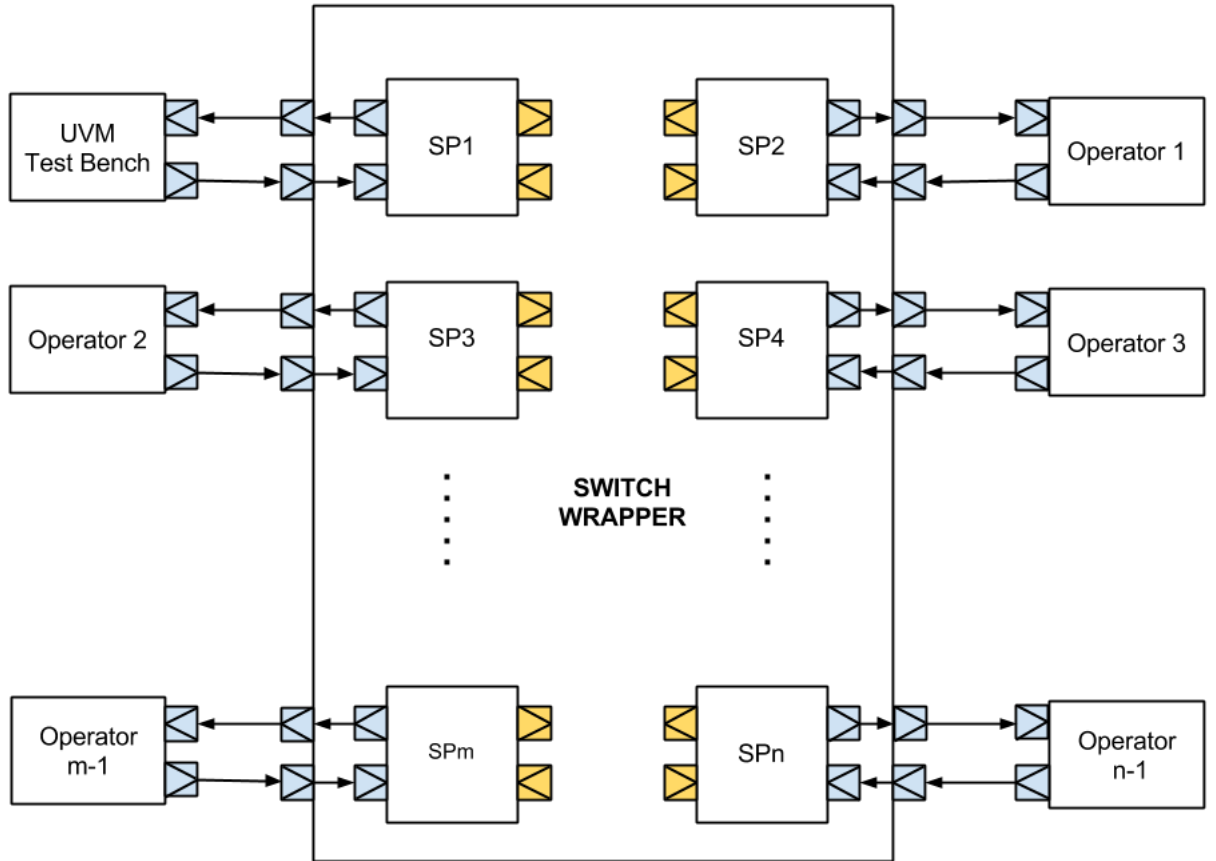 UVM
Test Bench
SP1
SP2
Operator 1
Operator 2
SP3
SP4
Operator 3
SWITCH
WRAPPER
Operator
m-1
SPm
SPn
Operator
n-1